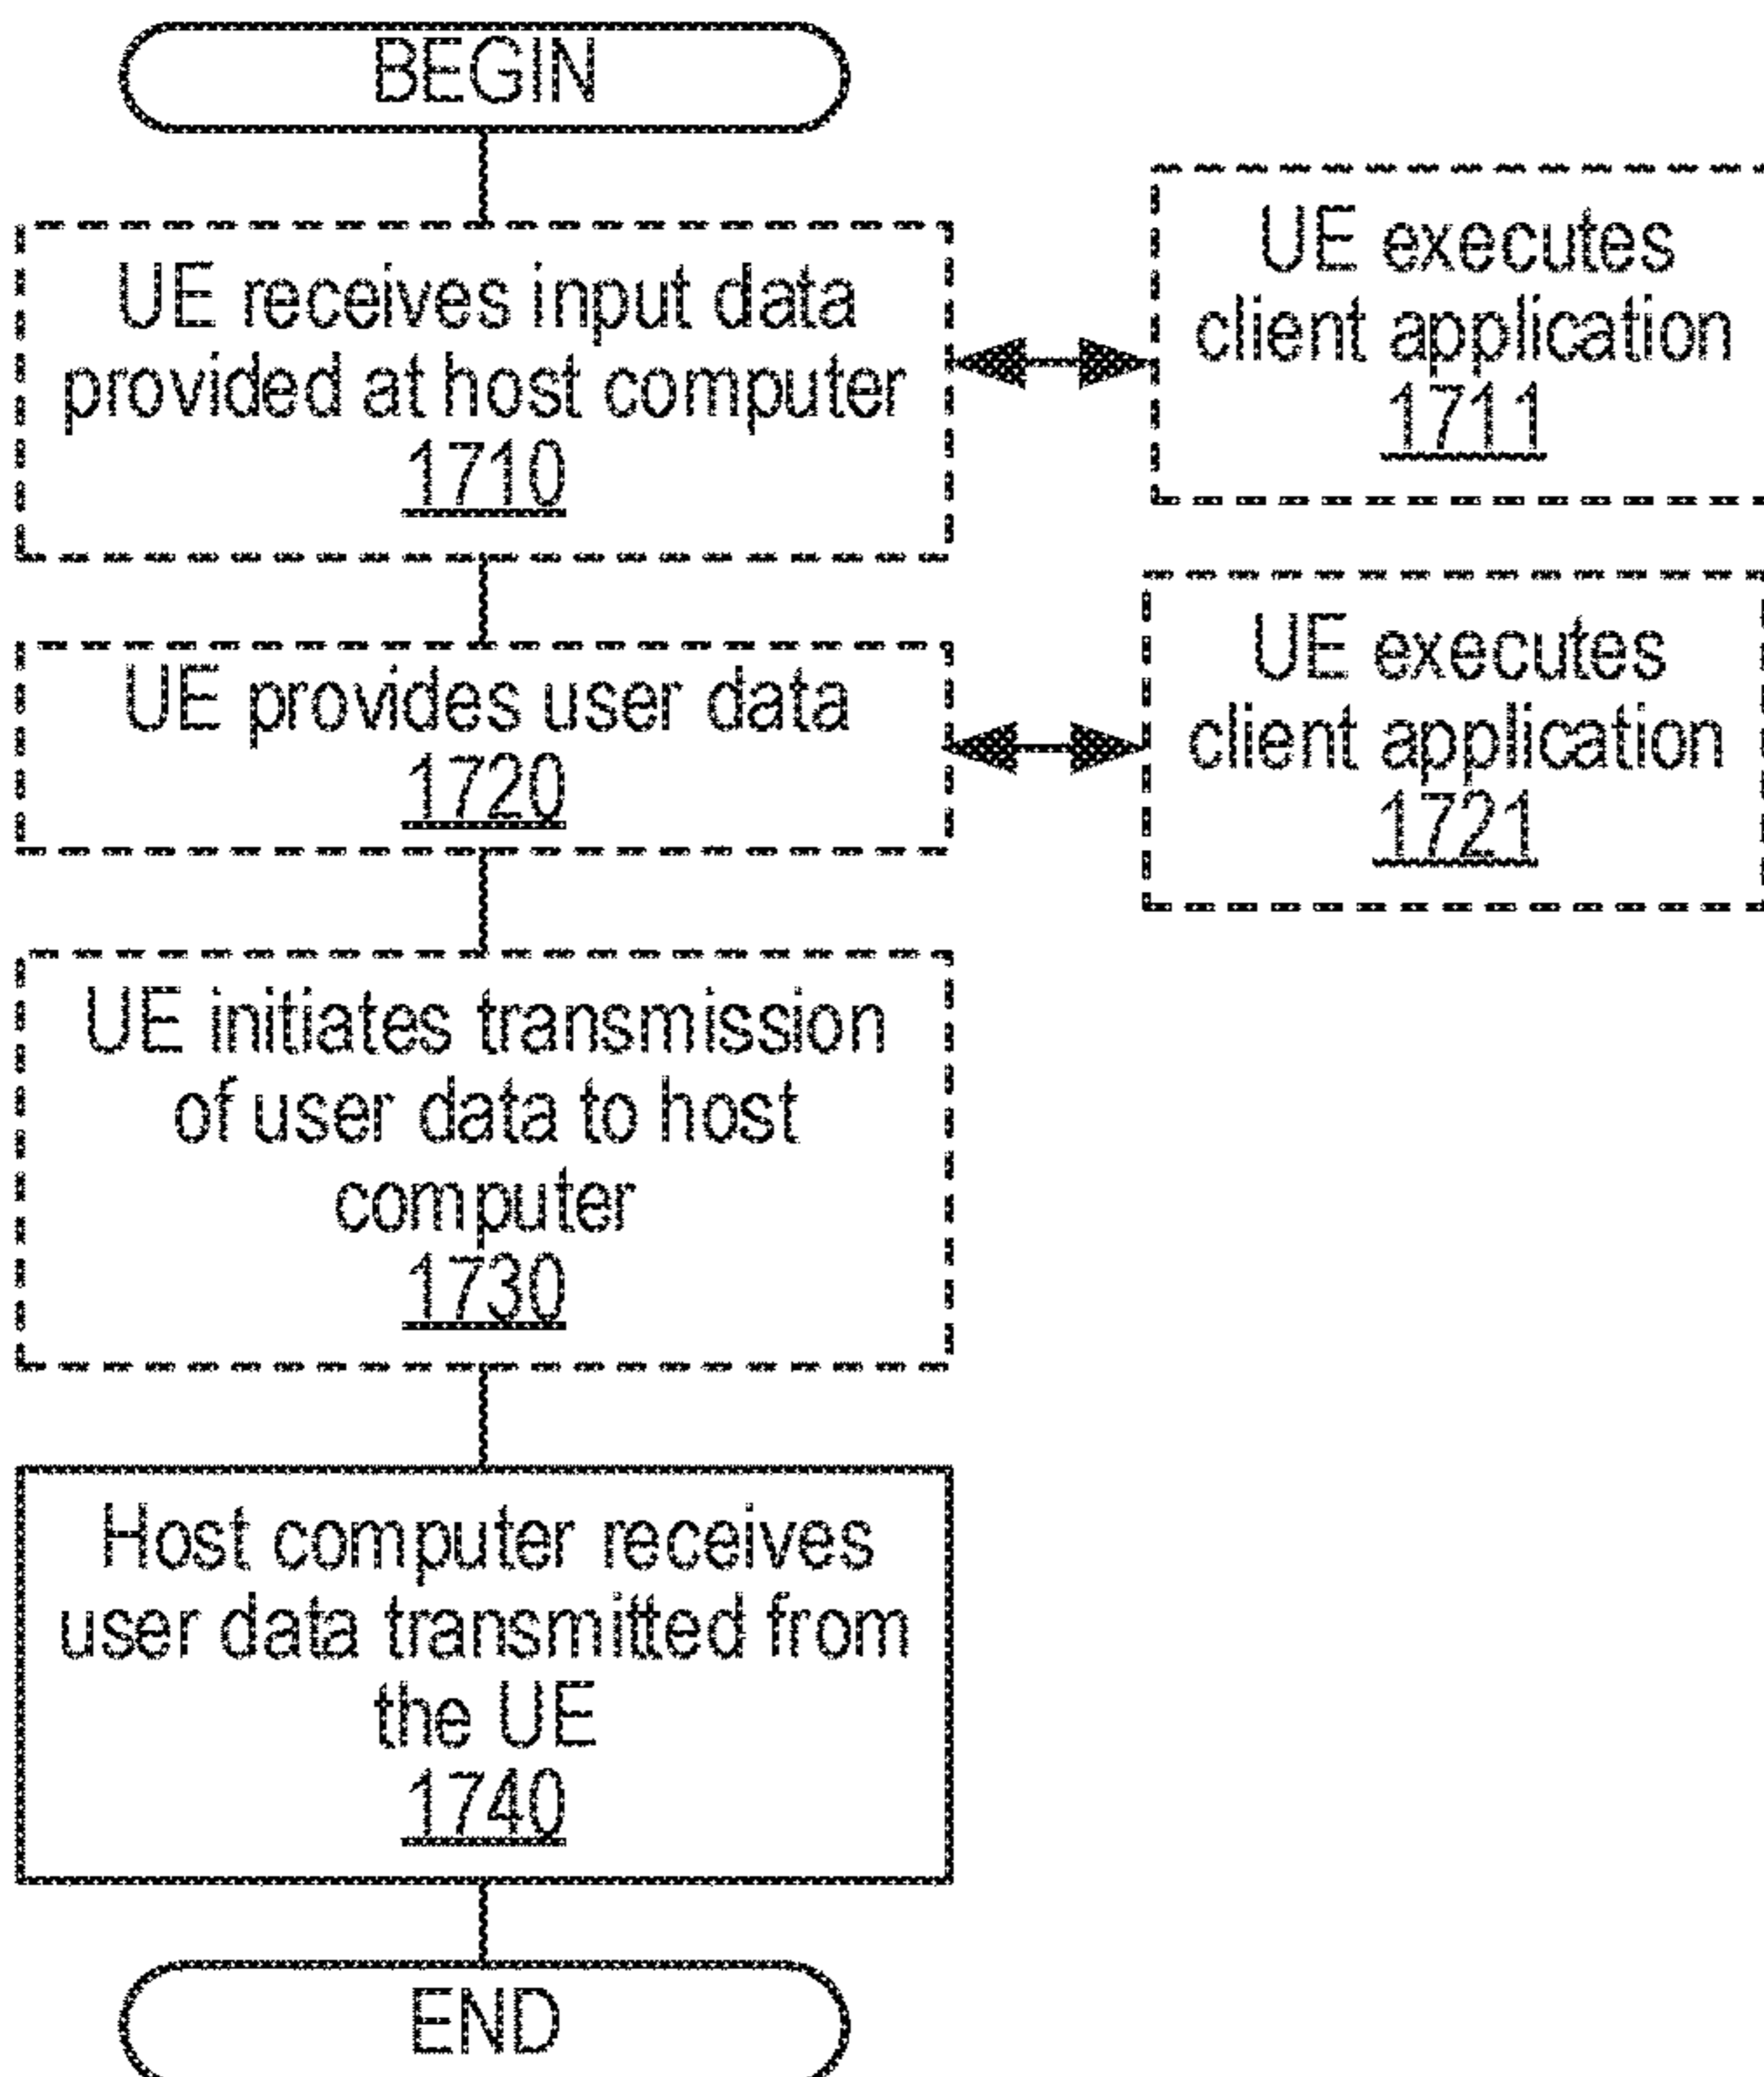 BEGIN
UE receives input data
provided at host computer
1710
UE executes
client application
1711
UE provides user data
1720
UE executes
client application
1721
UE initiates transmission
of user data to host
computer
1730
Host computer receives
user data transmitted from
the UE
1740
END